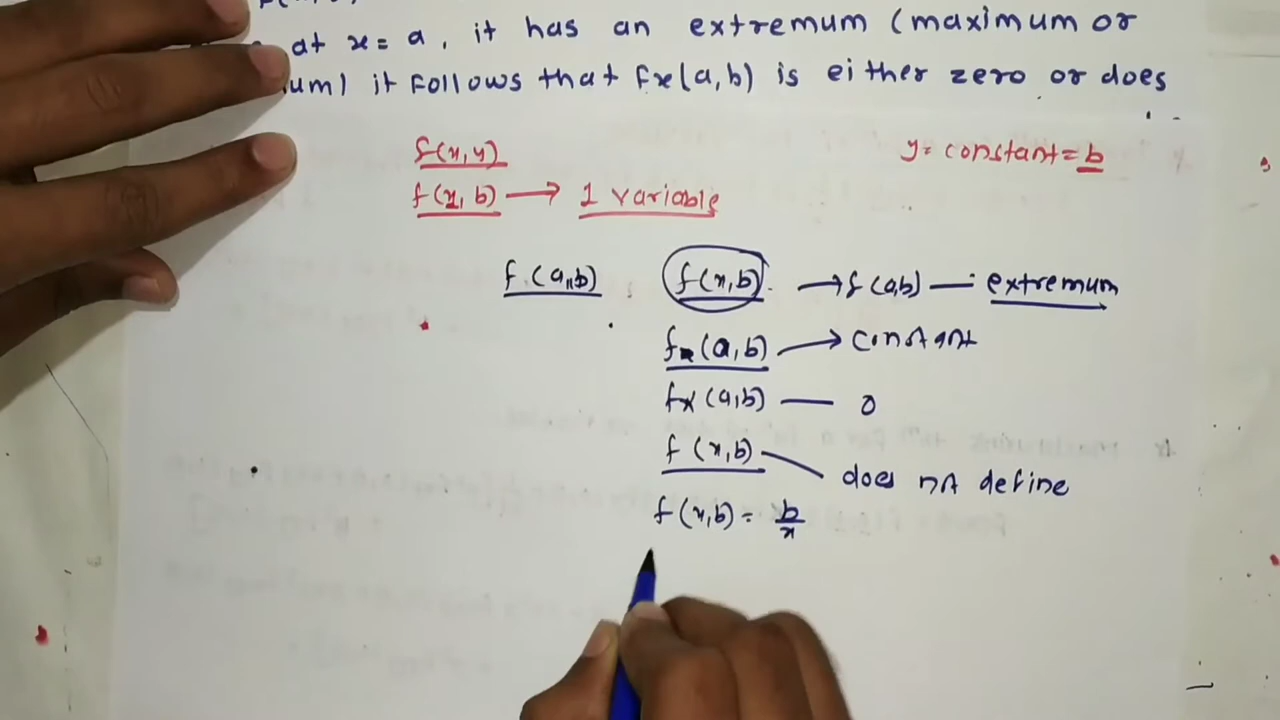 at x = a, it has an extremum (maximum or
um) it follows that fx(a,b) is either zero or does
f(x,y)
y = constant = b
f(x, b) → 1 variable
f(a,b) f(x,b) → f(a,b) — extremum
fx(a,b) → constant
fx(a,b) — 0
f(x,b) — does not define
f(x,b) = b/x